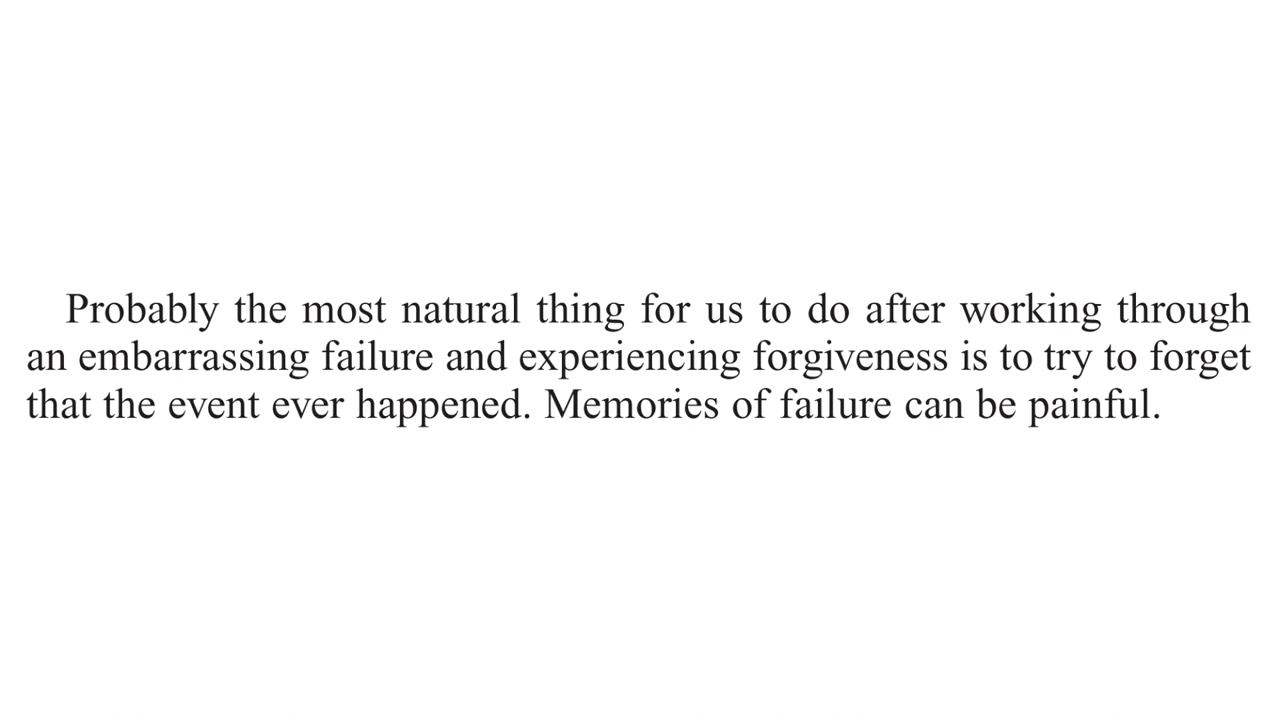 Probably the most natural thing for us to do after working through
an embarrassing failure and experiencing forgiveness is to try to forget
that the event ever happened. Memories of failure can be painful.